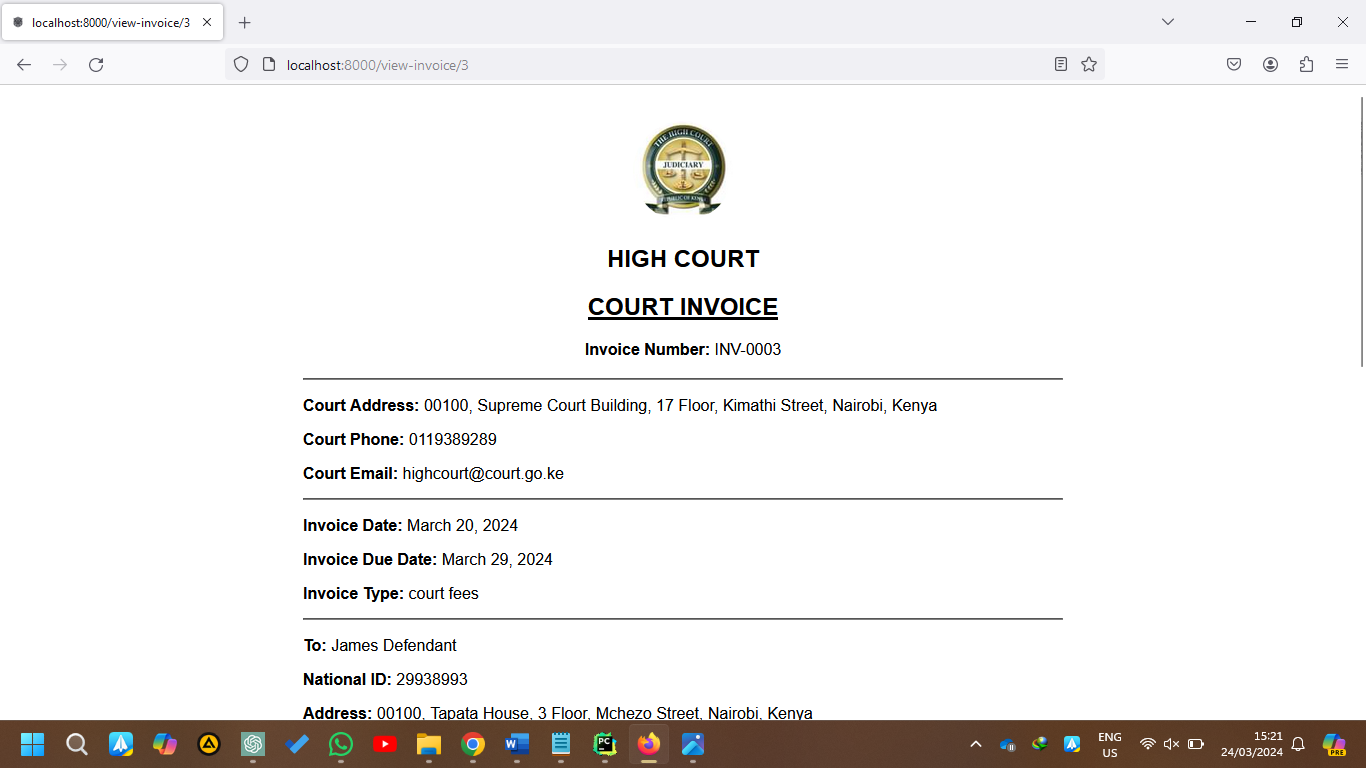 localhost:8000/view-invoice/3
localhost:8000/view-invoice/3
THE HIGH COURT
JUDICIARY
REPUBLIC OF KENYA
HIGH COURT
COURT INVOICE
Invoice Number: INV-0003
Court Address: 00100, Supreme Court Building, 17 Floor, Kimathi Street, Nairobi, Kenya
Court Phone: 0119389289
Court Email: highcourt@court.go.ke
Invoice Date: March 20, 2024
Invoice Due Date: March 29, 2024
Invoice Type: court fees
To: James Defendant
National ID: 29938993
Address: 00100, Tapata House, 3 Floor, Mchezo Street, Nairobi, Kenya
PC
ENG
US
15:21
24/03/2024
PRE